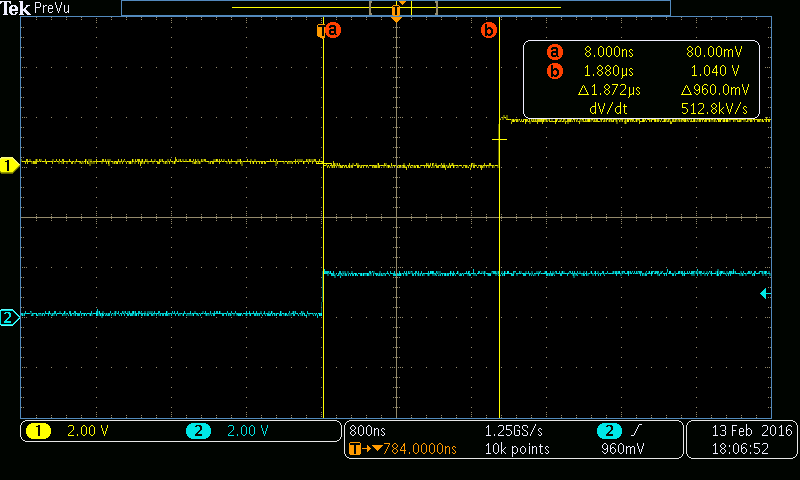 Tek PreVu
T
T a b
a 8.000ns 80.00mV
b 1.880µs 1.040 V
Δ1.872µs Δ960.0mV
dV/dt 512.8kV/s
1
2
1 2.00 V 2 2.00 V 800ns 1.25GS/s 2 13 Feb 2016
T→▼784.0000ns 10k points 960mV 18:06:52